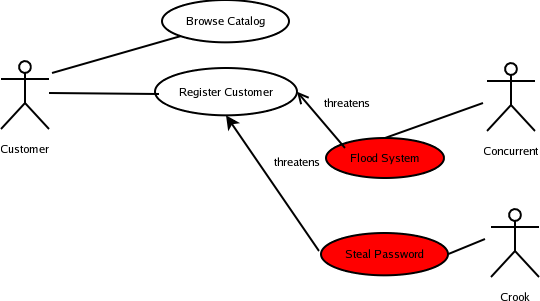 Browse Catalog
Register Customer
threatens
Customer
Flood System
Concurrent
threatens
Steal Password
Crook